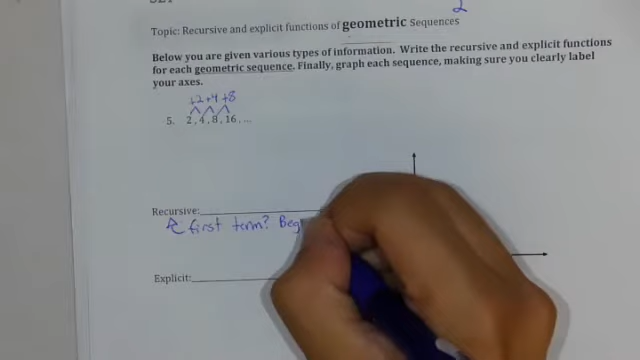 2
Topic: Recursive and explicit functions of geometric Sequences
Below you are given various types of information. Write the recursive and explicit functions
for each geometric sequence. Finally, graph each sequence, making sure you clearly label
your axes.
+2 +4 +8
5. 2, 4, 8, 16, ...
Recursive:
first term? Beg
Explicit: